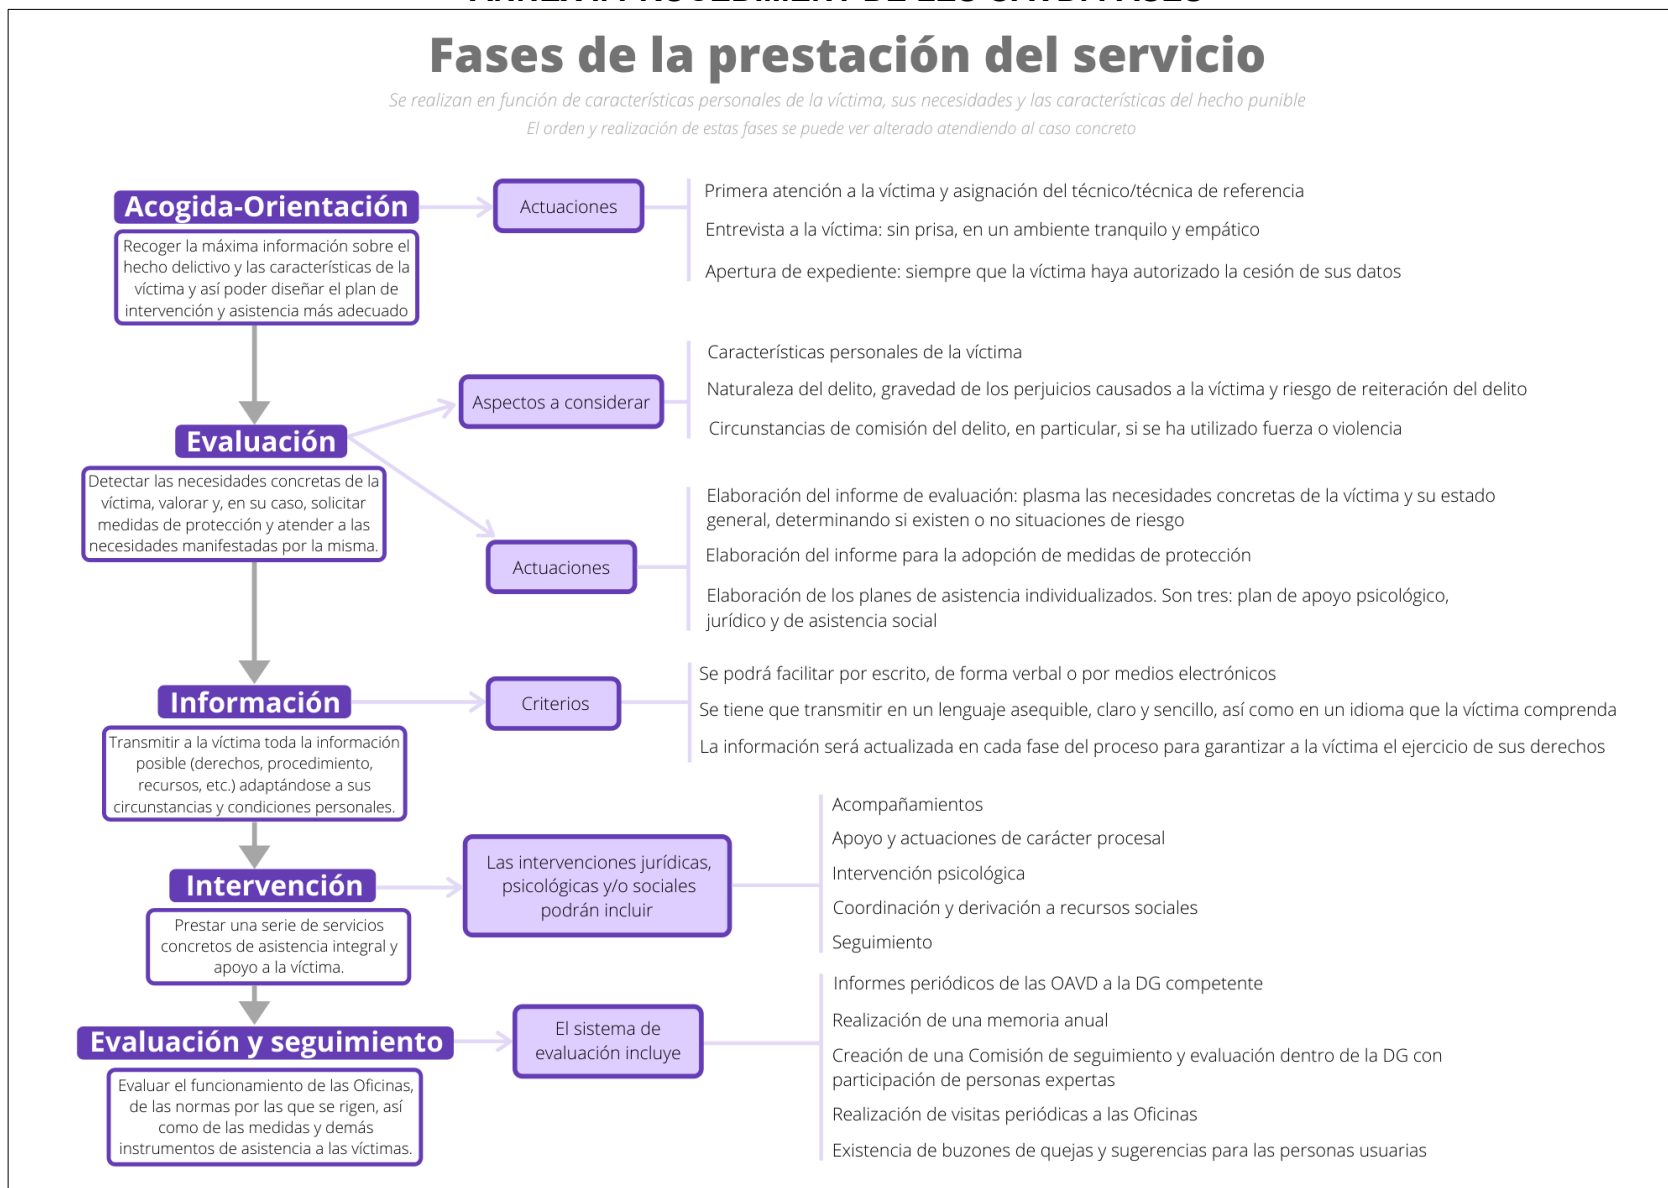 Fases de la prestación del servicio
Se realizan en función de características personales de la víctima, sus necesidades y las características del hecho punible
El orden y realización de estas fases se puede ver alterado atendiendo al caso concreto
Acogida-Orientación
Recoger la máxima información sobre el
hecho delictivo y las características de la
víctima y así poder diseñar el plan de
intervención y asistencia más adecuado
Actuaciones
Primera atención a la víctima y asignación del técnico/técnica de referencia
Entrevista a la víctima: sin prisa, en un ambiente tranquilo y empático
Apertura de expediente: siempre que la víctima haya autorizado la cesión de sus datos
Evaluación
Detectar las necesidades concretas de la
víctima, valorar y, en su caso, solicitar
medidas de protección y atender a las
necesidades manifestadas por la misma.
Aspectos a considerar
Características personales de la víctima
Naturaleza del delito, gravedad de los perjuicios causados a la víctima y riesgo de reiteración del delito
Circunstancias de comisión del delito, en particular, si se ha utilizado fuerza o violencia
Actuaciones
Elaboración del informe de evaluación: plasma las necesidades concretas de la víctima y su estado
general, determinando si existen o no situaciones de riesgo
Elaboración del informe para la adopción de medidas de protección
Elaboración de los planes de asistencia individualizados. Son tres: plan de apoyo psicológico,
jurídico y de asistencia social
Información
Transmitir a la víctima toda la información
posible (derechos, procedimiento,
recursos, etc.) adaptándose a sus
circunstancias y condiciones personales.
Criterios
Se podrá facilitar por escrito, de forma verbal o por medios electrónicos
Se tiene que transmitir en un lenguaje asequible, claro y sencillo, así como en un idioma que la víctima comprenda
La información será actualizada en cada fase del proceso para garantizar a la víctima el ejercicio de sus derechos
Intervención
Prestar una serie de servicios
concretos de asistencia integral y
apoyo a la víctima.
Las intervenciones jurídicas,
psicológicas y/o sociales
podrán incluir
Acompañamientos
Apoyo y actuaciones de carácter procesal
Intervención psicológica
Coordinación y derivación a recursos sociales
Seguimiento
Evaluación y seguimiento
Evaluar el funcionamiento de las Oficinas,
de las normas por las que se rigen, así
como de las medidas y demás
instrumentos de asistencia a las víctimas.
El sistema de
evaluación incluye
Informes periódicos de las OAVD a la DG competente
Realización de una memoria anual
Creación de una Comisión de seguimiento y evaluación dentro de la DG con
participación de personas expertas
Realización de visitas periódicas a las Oficinas
Existencia de buzones de quejas y sugerencias para las personas usuarias